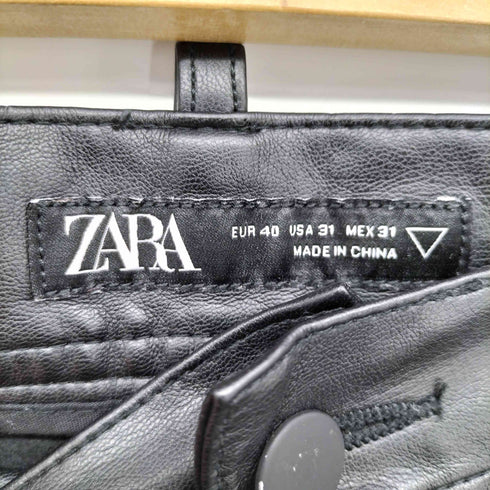 ZARA
EUR 40 USA 31 MEX 31
MADE IN CHINA